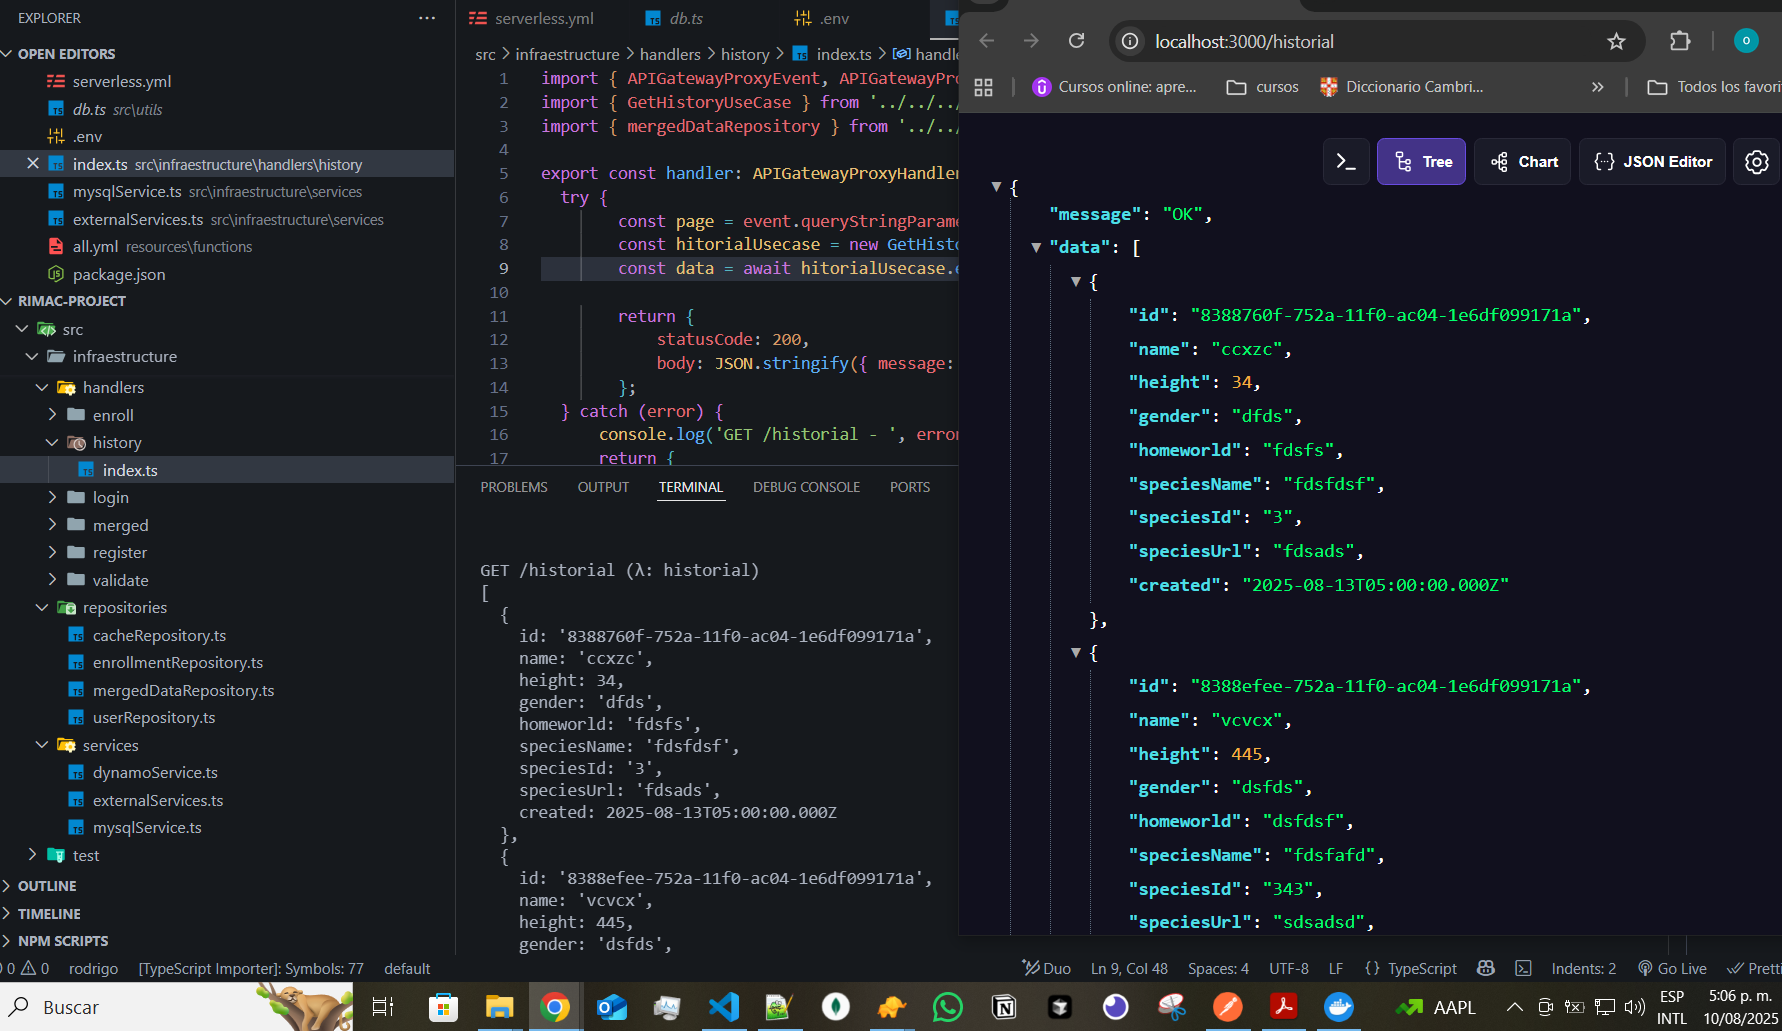 EXPLORER
OPEN EDITORS
serverless.yml
db.ts src\utils
.env
index.ts src\infraestructure\handlers\history
mysqlService.ts src\infraestructure\services
externalServices.ts src\infraestructure\services
all.yml resources\functions
package.json
RIMAC-PROJECT
src
infraestructure
handlers
enroll
history
index.ts
login
merged
register
validate
repositories
cacheRepository.ts
enrollmentRepository.ts
mergedDataRepository.ts
userRepository.ts
services
dynamoService.ts
externalServices.ts
mysqlService.ts
test
OUTLINE
TIMELINE
NPM SCRIPTS
serverless.yml db.ts .env
src > infraestructure > handlers > history > index.ts > handl
1 import { APIGatewayProxyEvent, APIGatewayPro
2 import { GetHistoryUseCase } from '../../../
3 import { mergedDataRepository } from '../../
4
5 export const handler: APIGatewayProxyHandler
6 try {
7 const page = event.queryStringParame
8 const hitorialUsecase = new GetHisto
9 const data = await hitorialUsecase.e
10
11 return {
12 statusCode: 200,
13 body: JSON.stringify({ message:
14 };
15 } catch (error) {
16 console.log('GET /historial - ', error
17 return {
PROBLEMS OUTPUT TERMINAL DEBUG CONSOLE PORTS
GET /historial (λ: historial)
[
{
id: '8388760f-752a-11f0-ac04-1e6df099171a',
name: 'ccxzc',
height: 34,
gender: 'dfds',
homeworld: 'fdsfs',
speciesName: 'fdsfdsf',
speciesId: '3',
speciesUrl: 'fdsads',
created: 2025-08-13T05:00:00.000Z
},
{
id: '8388efee-752a-11f0-ac04-1e6df099171a',
name: 'vcvcx',
height: 445,
gender: 'dsfds',
localhost:3000/historial
Cursos online: apre... cursos Diccionario Cambri... » Todos los favori
Tree Chart JSON Editor
{
"message": "OK",
"data": [
{
"id": "8388760f-752a-11f0-ac04-1e6df099171a",
"name": "ccxzc",
"height": 34,
"gender": "dfds",
"homeworld": "fdsfs",
"speciesName": "fdsfdsf",
"speciesId": "3",
"speciesUrl": "fdsads",
"created": "2025-08-13T05:00:00.000Z"
},
{
"id": "8388efee-752a-11f0-ac04-1e6df099171a",
"name": "vcvcx",
"height": 445,
"gender": "dsfds",
"homeworld": "dsfdsf",
"speciesName": "fdsfafd",
"speciesId": "343",
"speciesUrl": "sdsadsd",
0 0 rodrigo [TypeScript Importer]: Symbols: 77 default Duo Ln 9, Col 48 Spaces: 4 UTF-8 LF {} TypeScript Indents: 2 Go Live Pretti
Buscar AAPL ESP INTL 5:06 p. m. 10/08/2025